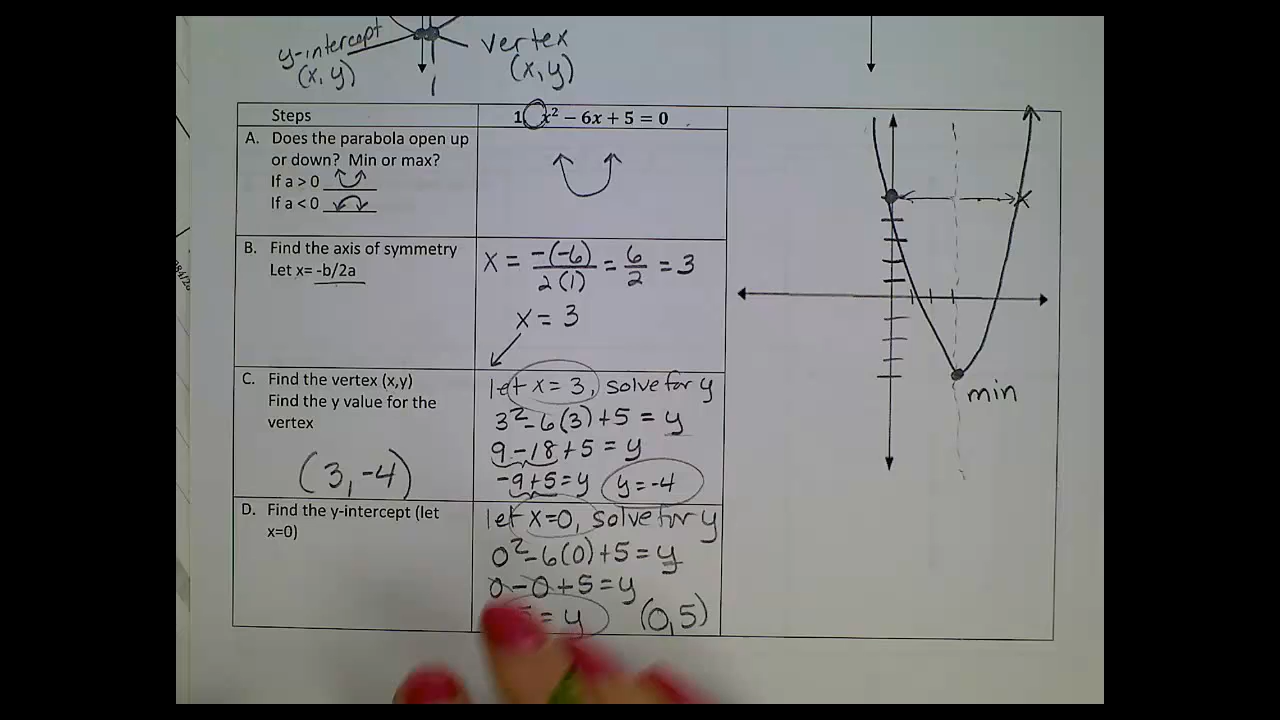 y-intercept
(x, y)
vertex
(x, y)
Steps
1 x² − 6x + 5 = 0
A. Does the parabola open up
or down? Min or max?
If a > 0
If a < 0
B. Find the axis of symmetry
Let x= -b/2a
x = -(-6)/2(1) = 6/2 = 3
x = 3
C. Find the vertex (x,y)
Find the y value for the
vertex
(3, -4)
let x = 3, solve for y
3² - 6(3) + 5 = y
9 - 18 + 5 = y
-9 + 5 = y y = -4
D. Find the y-intercept (let
x=0)
let x=0, solve for y
0² - 6(0) + 5 = y
0 - 0 + 5 = y
5 = y (0,5)
min